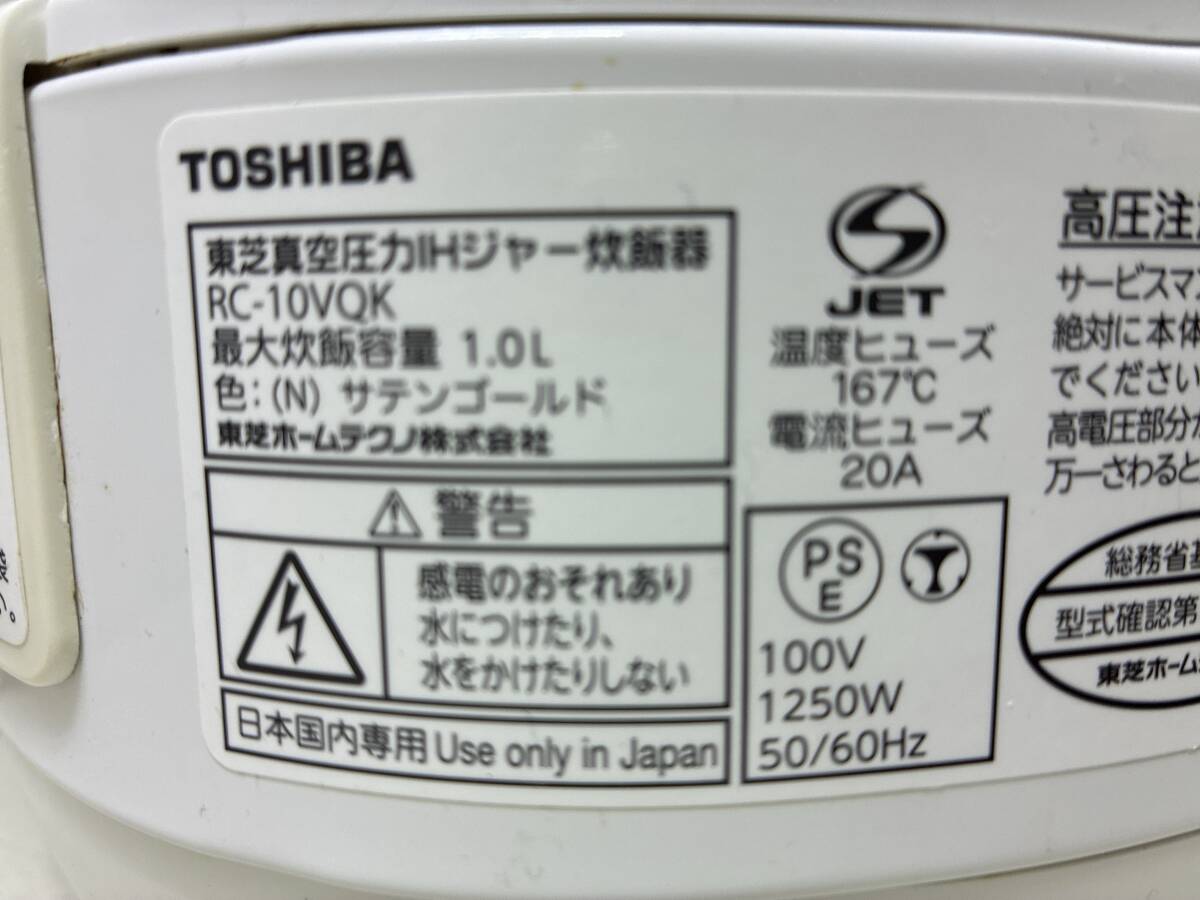 TOSHIBA
東芝真空圧力IHジャー炊飯器
RC-10VQK
最大炊飯容量 1.0L
色:(N) サテンゴールド
東芝ホームテクノ株式会社
警告
感電のおそれあり
水につけたり、
水をかけたりしない
日本国内専用 Use only in Japan
S
JET
温度ヒューズ
167℃
電流ヒューズ
20A
PS
E
100V
1250W
50/60Hz
高圧注
サービスマン
絶対に本体
でください
高電圧部分
万一さわると
総務省
型式確認第
東芝ホーム